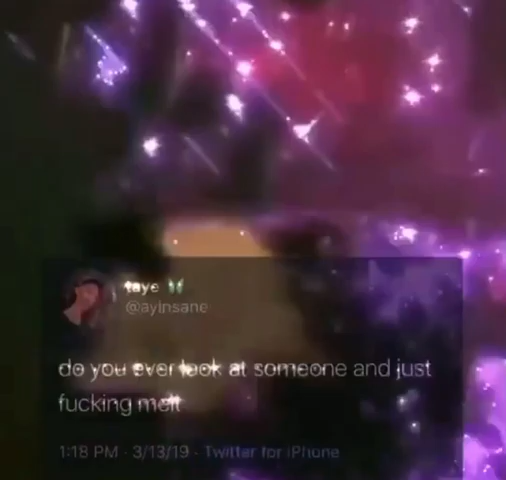 taye
@ayinsane
do you ever look at someone and just
fucking melt
1:18 PM · 3/13/19 · Twitter for iPhone